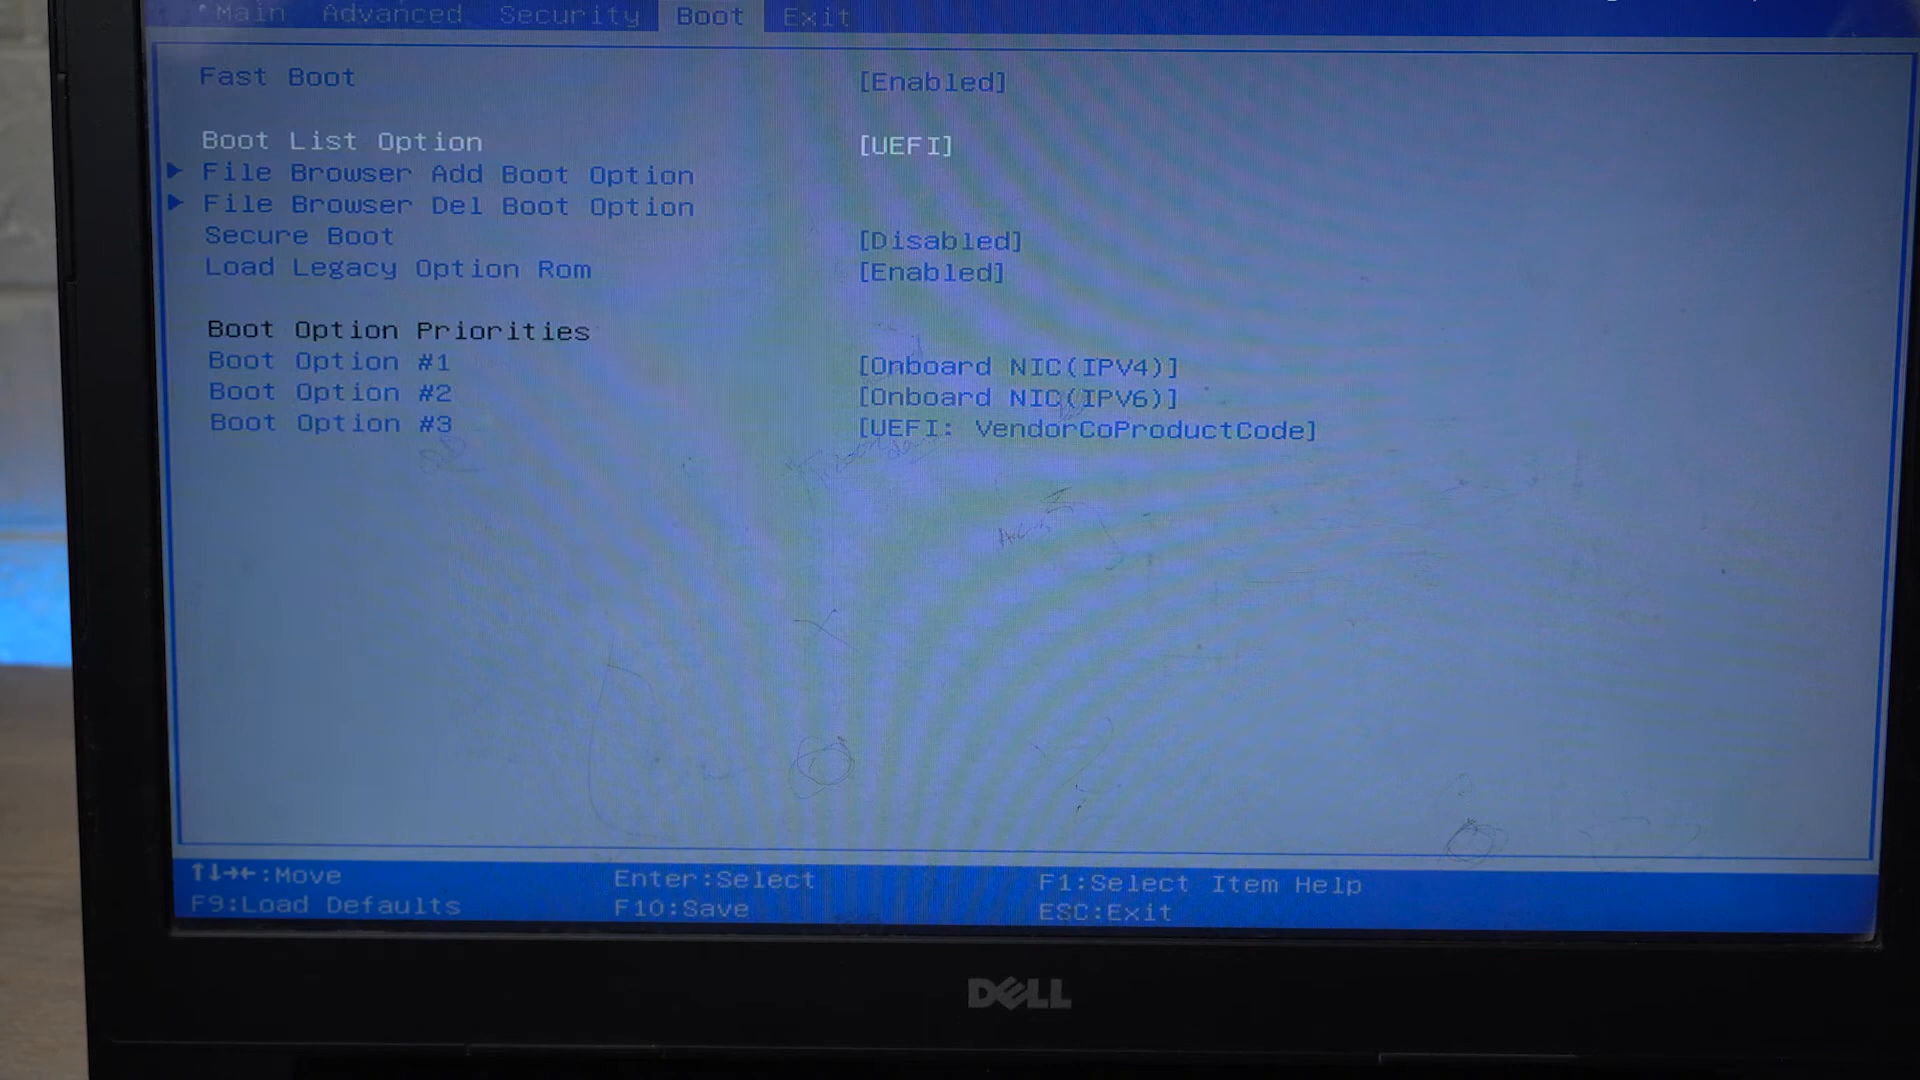 Main Advanced Security Boot Exit
Fast Boot [Enabled]
Boot List Option [UEFI]
File Browser Add Boot Option
File Browser Del Boot Option
Secure Boot [Disabled]
Load Legacy Option Rom [Enabled]
Boot Option Priorities
Boot Option #1 [Onboard NIC(IPV4)]
Boot Option #2 [Onboard NIC(IPV6)]
Boot Option #3 [UEFI: VendorCoProductCode]
↑↓→←:Move Enter:Select F1:Select Item Help
F9:Load Defaults F10:Save ESC:Exit
DELL